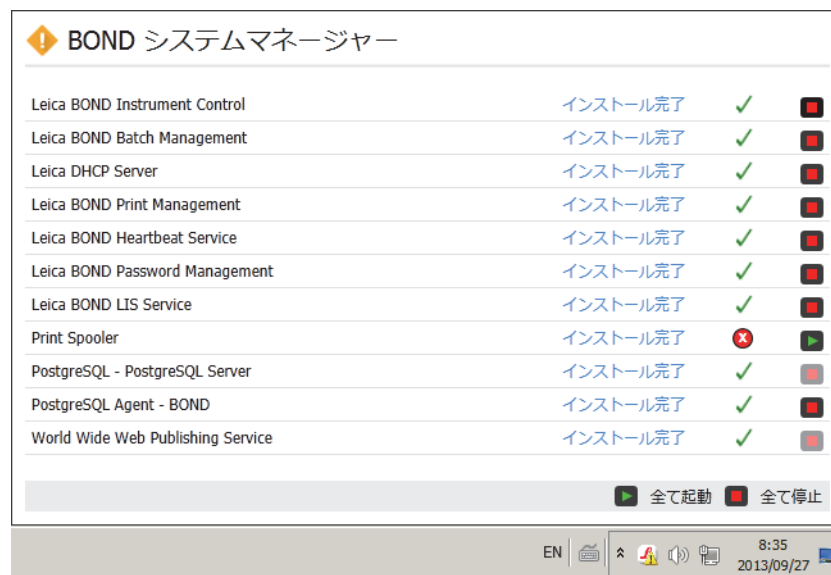 BOND システムマネージャー
Leica BOND Instrument Control インストール完了
Leica BOND Batch Management インストール完了
Leica DHCP Server インストール完了
Leica BOND Print Management インストール完了
Leica BOND Heartbeat Service インストール完了
Leica BOND Password Management インストール完了
Leica BOND LIS Service インストール完了
Print Spooler インストール完了
PostgreSQL - PostgreSQL Server インストール完了
PostgreSQL Agent - BOND インストール完了
World Wide Web Publishing Service インストール完了
全て起動 全て停止
EN 8:35
2013/09/27